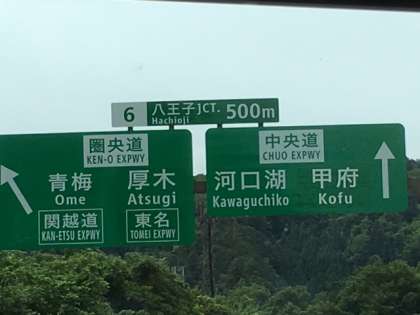 6 八王子JCT. 500m
Hachioji
圏央道
KEN-O EXPWY
青梅 厚木
Ome Atsugi
関越道 東名
KAN-ETSU EXPWY TOMEI EXPWY
中央道
CHUO EXPWY
河口湖 甲府
Kawaguchiko Kofu